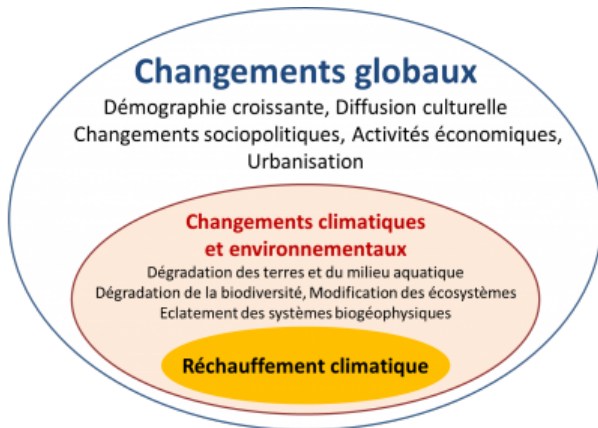 Changements globaux
Démographie croissante, Diffusion culturelle
Changements sociopolitiques, Activités économiques,
Urbanisation
Changements climatiques
et environnementaux
Dégradation des terres et du milieu aquatique
Dégradation de la biodiversité, Modification des écosystèmes
Eclatement des systèmes biogéophysiques
Réchauffement climatique